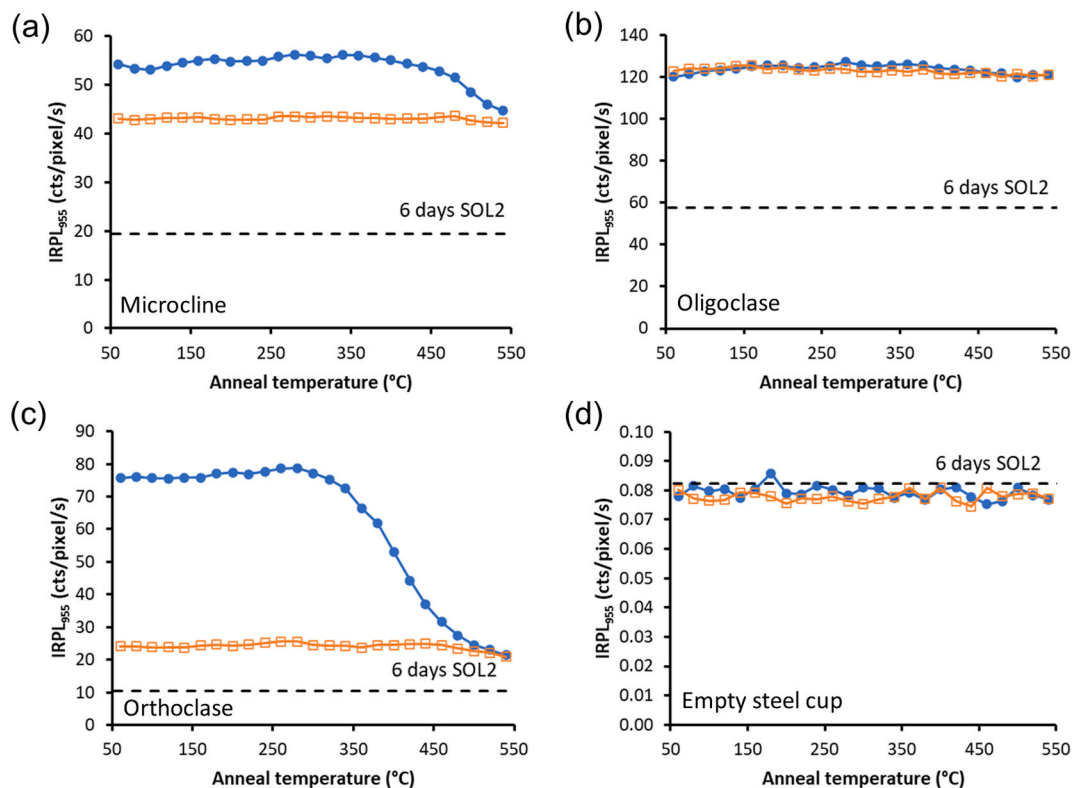 (a)
60
50
40
30
20
10
0
IRPL955 (cts/pixel/s)
6 days SOL2
Microcline
50 150 250 350 450 550
Anneal temperature (°C)
(b)
140
120
100
80
60
40
20
0
IRPL955 (cts/pixel/s)
6 days SOL2
Oligoclase
50 150 250 350 450 550
Anneal temperature (°C)
(c)
90
80
70
60
50
40
30
20
10
0
IRPL955 (cts/pixel/s)
6 days SOL2
Orthoclase
50 150 250 350 450 550
Anneal temperature (°C)
(d)
0.10
0.09
0.08
0.07
0.06
0.05
0.04
0.03
0.02
0.01
0.00
IRPL955 (cts/pixel/s)
6 days SOL2
Empty steel cup
50 150 250 350 450 550
Anneal temperature (°C)